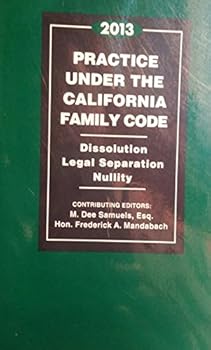 2013
PRACTICE
UNDER THE
CALIFORNIA
FAMILY CODE
Dissolution
Legal Separation
Nullity
CONTRIBUTING EDITORS:
M. Dee Samuels, Esq.
Hon. Frederick A. Mandabach